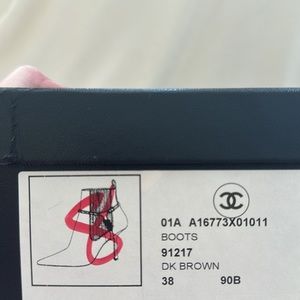 01A A16773X01011
BOOTS
91217
DK BROWN
38 90B